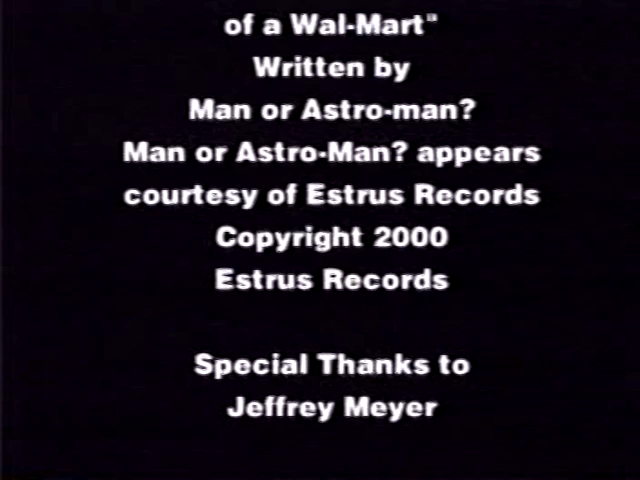 of a Wal-Mart"
Written by
Man or Astro-man?
Man or Astro-Man? appears
courtesy of Estrus Records
Copyright 2000
Estrus Records
Special Thanks to
Jeffrey Meyer